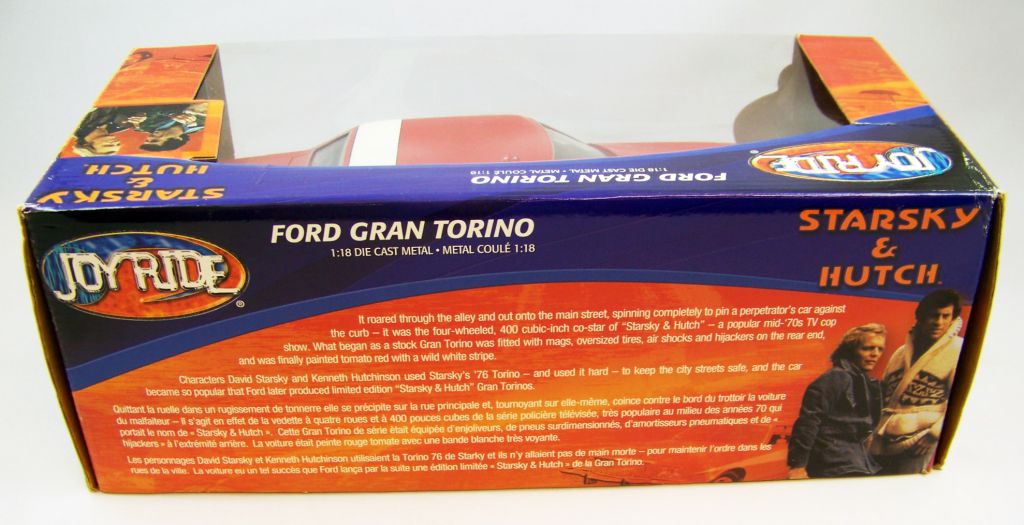 STARSKY
&
HUTCH
FORD GRAN TORINO
1:18 DIE CAST METAL • METAL COULÉ 1:18
JOYRIDE
JOYRIDE®
FORD GRAN TORINO
1:18 DIE CAST METAL • METAL COULÉ 1:18
STARSKY
&
HUTCH
It roared through the alley and out onto the main street, spinning completely to pin a perpetrator's car against
the curb – it was the four-wheeled, 400 cubic-inch co-star of "Starsky & Hutch" – a popular mid-'70s TV cop
show. What began as a stock Gran Torino was fitted with mags, oversized tires, air shocks and hijackers on the rear end,
and was finally painted tomato red with a wild white stripe.
Characters David Starsky and Kenneth Hutchinson used Starsky's '76 Torino – and used it hard – to keep the city streets safe, and the car
became so popular that Ford later produced limited edition "Starsky & Hutch" Gran Torinos.
Quittant la ruelle dans un rugissement de tonnerre elle se précipite sur la rue principale et, tournoyant sur elle-même, coince contre le bord du trottoir la voiture
du malfaiteur – Il s'agit en effet de la vedette à quatre roues et à 400 pouces cubes de la série policière télévisée, très populaire au milieu des années 70 qui
portait le nom de « Starsky & Hutch ». Cette Gran Torino de série était équipée d'enjoliveurs, de pneus surdimensionnés, d'amortisseurs pneumatiques et de «
hijackers » à l'extrémité arrière. La voiture était peinte rouge tomate avec une bande blanche très voyante.
Les personnages David Starsky et Kenneth Hutchinson utilisaient la Torino 76 de Starky et ils n'y allaient pas de main morte – pour maintenir l'ordre dans les
rues de la ville. La voiture eu un tel succès que Ford lança par la suite une édition limitée « Starsky & Hutch » de la Gran Torino.